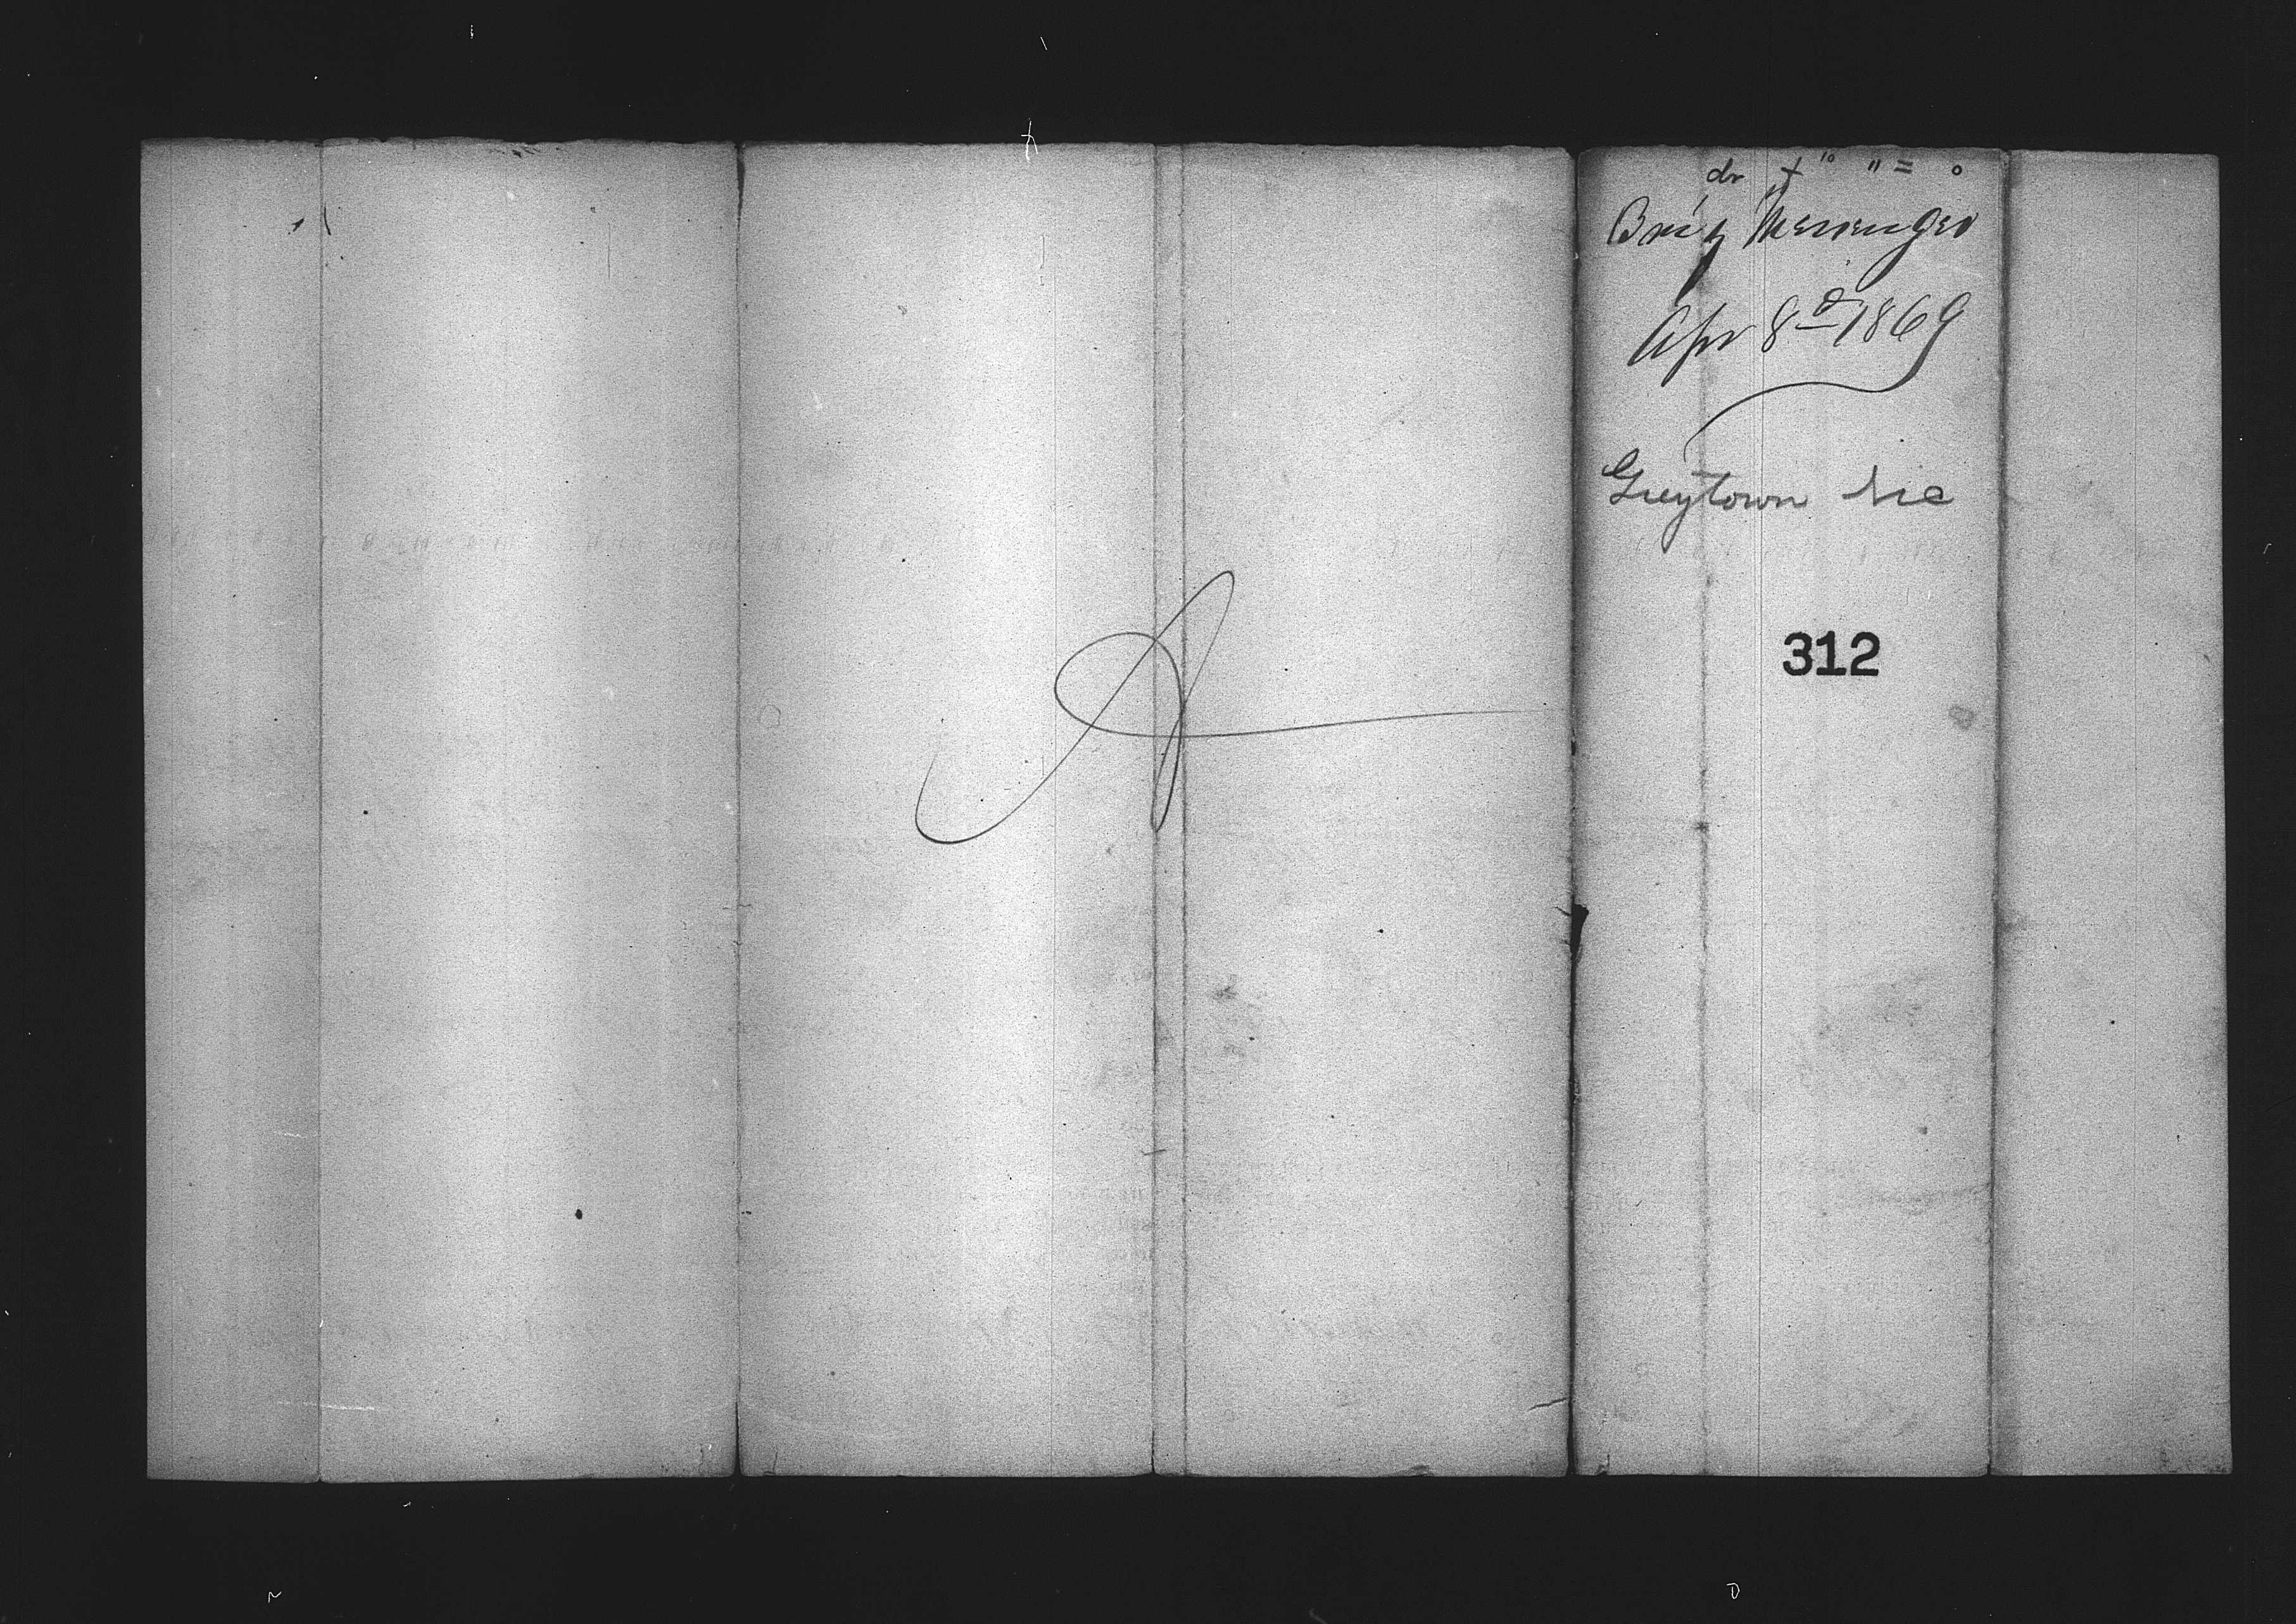 Brig Messenger
Apr 8th 1869
Greytown Nic
312